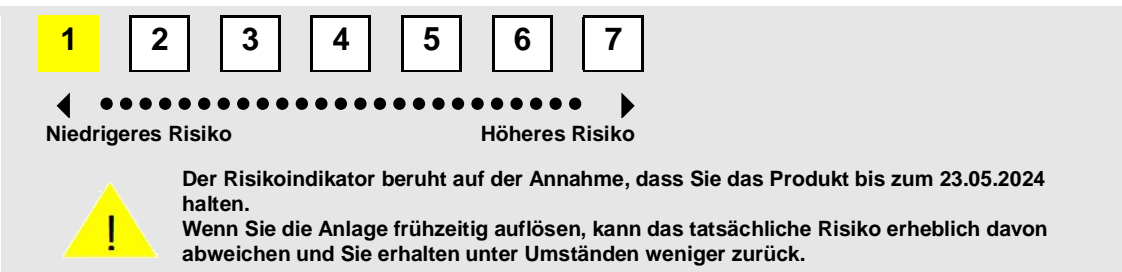 1 2 3 4 5 6 7
Niedrigeres Risiko Höheres Risiko
Der Risikoindikator beruht auf der Annahme, dass Sie das Produkt bis zum 23.05.2024
halten.
Wenn Sie die Anlage frühzeitig auflösen, kann das tatsächliche Risiko erheblich davon
abweichen und Sie erhalten unter Umständen weniger zurück.
!